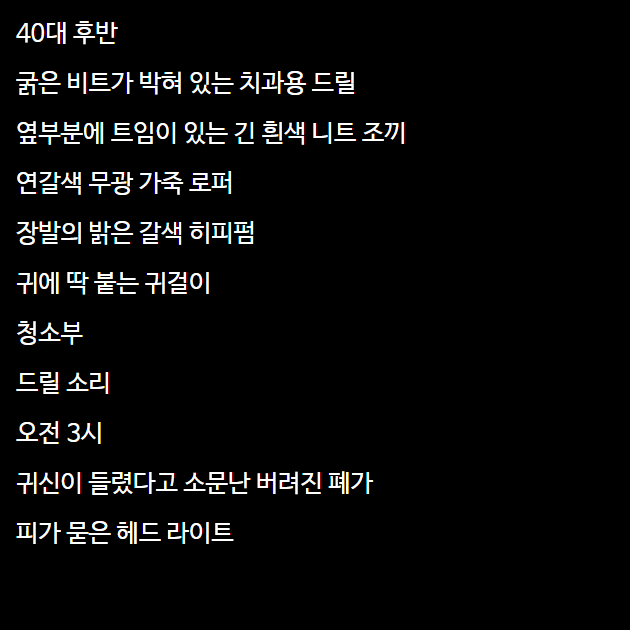 40대 후반
굵은 비트가 박혀 있는 치과용 드릴
옆부분에 트임이 있는 긴 흰색 니트 조끼
연갈색 무광 가죽 로퍼
장발의 밝은 갈색 히피펌
귀에 딱 붙는 귀걸이
청소부
드릴 소리
오전 3시
귀신이 들렸다고 소문난 버려진 폐가
피가 묻은 헤드 라이트